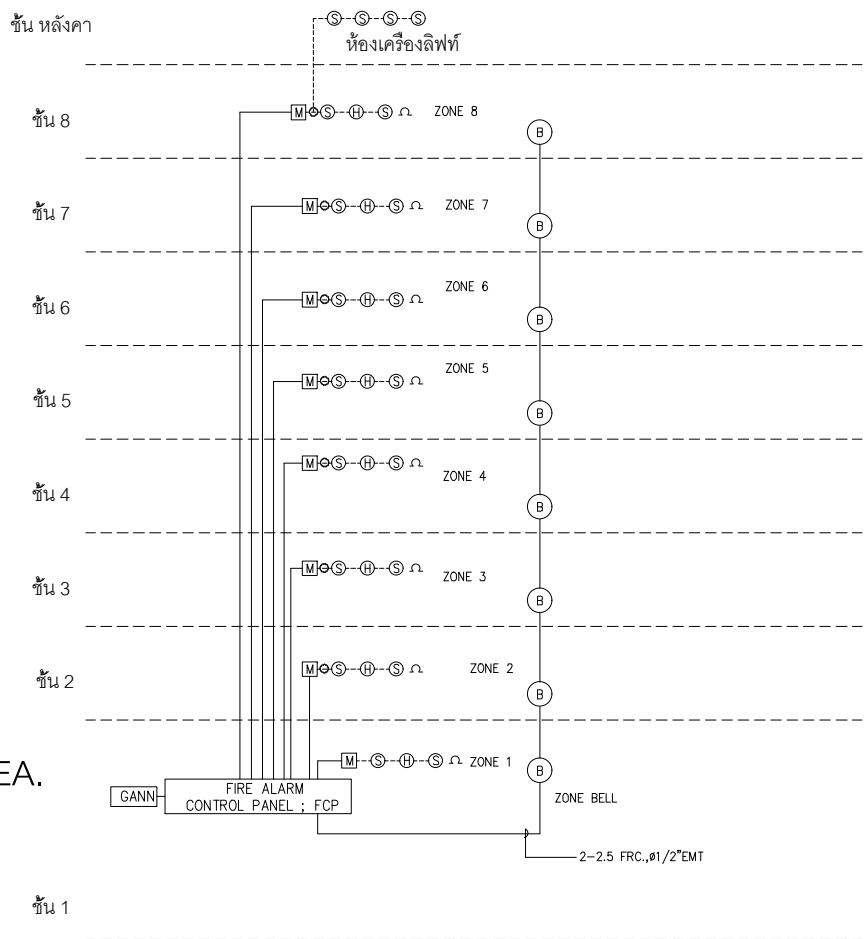 ชั้น หลังคา
S S S S
ห้องเครื่องลิฟท์
ชั้น 8
M S H S Ω ZONE 8
B
ชั้น 7
M S H S Ω ZONE 7
B
ชั้น 6
M S H S Ω ZONE 6
B
ชั้น 5
M S H S Ω ZONE 5
B
ชั้น 4
M S H S Ω ZONE 4
B
ชั้น 3
M S H S Ω ZONE 3
B
ชั้น 2
M S H S Ω ZONE 2
B
M S H S Ω ZONE 1
B
EA.
GANN
FIRE ALARM
CONTROL PANEL ; FCP
ZONE BELL
2-2.5 FRC.,ø1/2"EMT
ชั้น 1